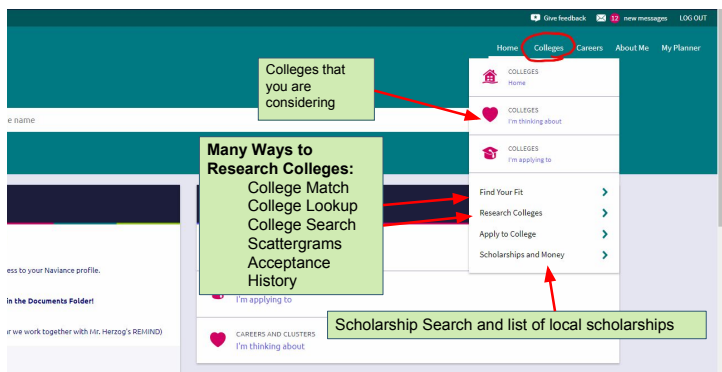 Give feedback 12 new messages LOG OUT
Home Colleges Careers About Me My Planner
Colleges that
you are
considering
COLLEGES
Home
COLLEGES
I'm thinking about
COLLEGES
I'm applying to
e name
Many Ways to
Research Colleges:
College Match
College Lookup
College Search
Scattergrams
Acceptance
History
Find Your Fit
Research Colleges
Apply to College
Scholarships and Money
ess to your Naviance profile.
in the Documents Folder!
r we work together with Mr. Herzog's REMIND)
I'm applying to
CAREERS AND CLUSTERS
I'm thinking about
Scholarship Search and list of local scholarships